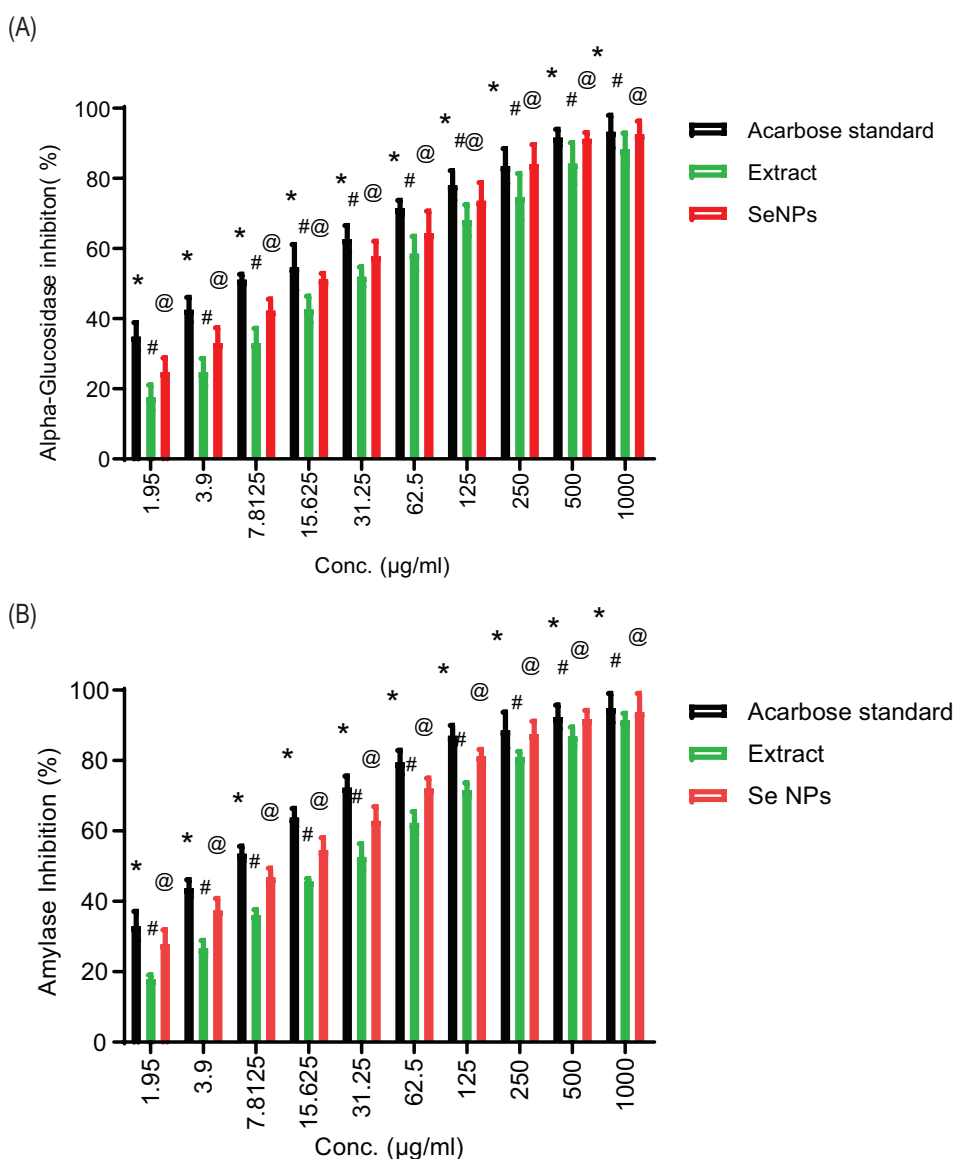 (A)
* # @ * # @ * # @ * # @ * # @ * # @ * # @ * # @ * # @ * # @
100
80
60
40
20
0
Alpha-Glucosidase inhibiton( %)
1.95 3.9 7.8125 15.625 31.25 62.5 125 250 500 1000
Conc. (µg/ml)
Acarbose standard
Extract
SeNPs
(B)
* # @ * # @ * # @ * # @ * # @ * # @ * # @ * # @ * # @ * # @
100
80
60
40
20
0
Amylase Inhibition (%)
1.95 3.9 7.8125 15.625 31.25 62.5 125 250 500 1000
Conc. (µg/ml)
Acarbose standard
Extract
Se NPs